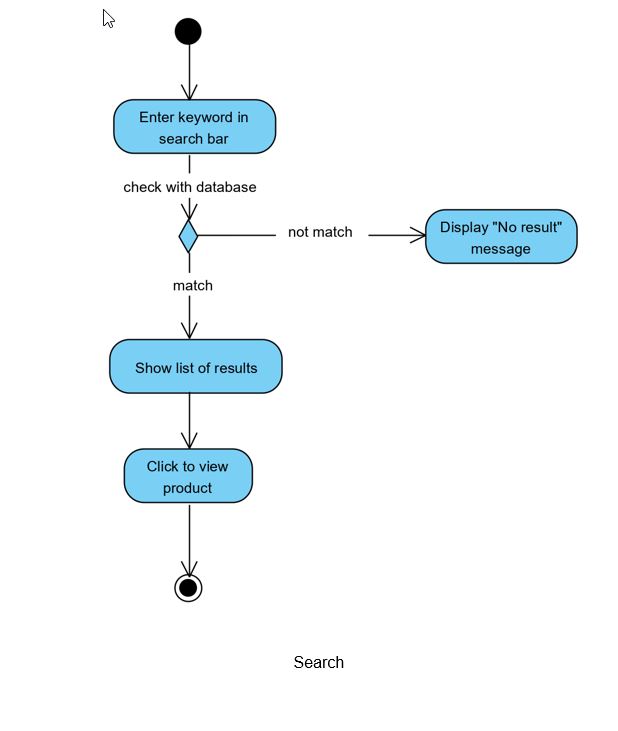 Enter keyword in
search bar
check with database
not match
Display "No result"
message
match
Show list of results
Click to view
product
Search